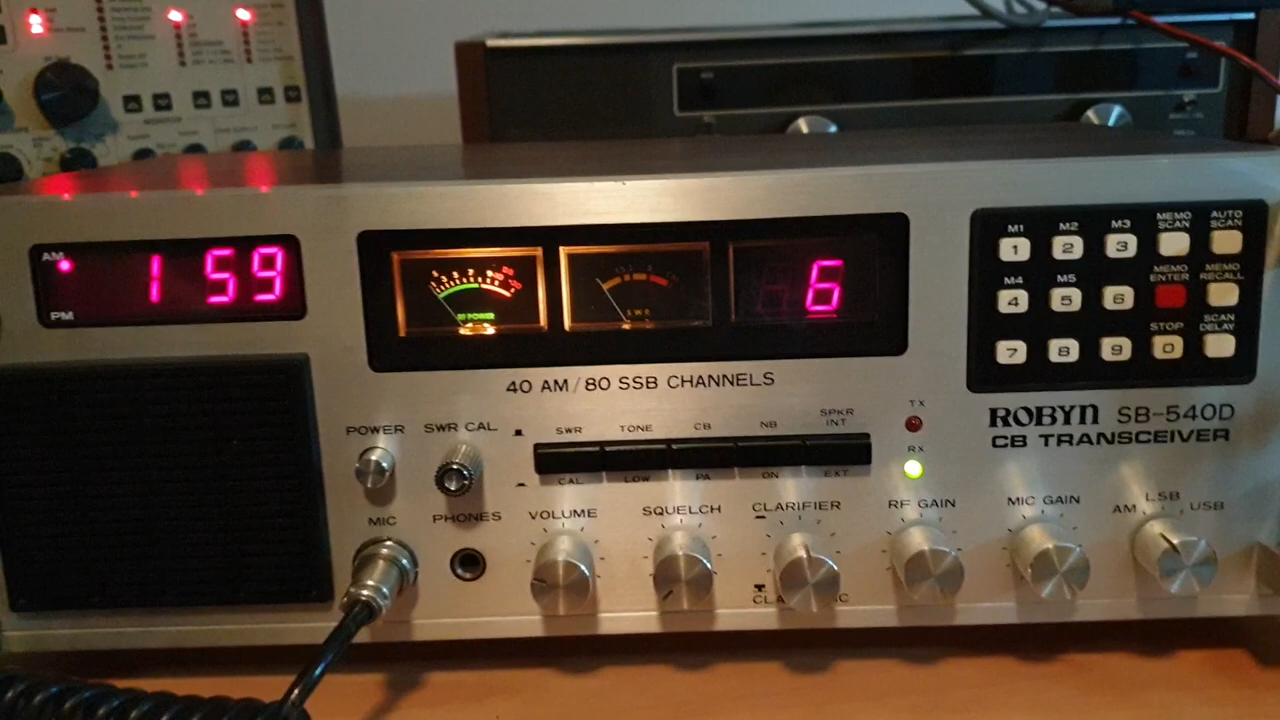 AM
PM
1 59
RF POWER
SWR
6
40 AM/80 SSB CHANNELS
M1
M2
M3
MEMO SCAN
AUTO SCAN
1
2
3
M4
M5
MEMO ENTER
MEMO RECALL
4
5
6
STOP
SCAN DELAY
7
8
9
0
ROBYN SB-540D
CB TRANSCEIVER
POWER
SWR CAL
SWR
TONE
CB
NB
SPKR INT
CAL
LOW
PA
ON
EXT
TX
RX
MIC
PHONES
VOLUME
SQUELCH
CLARIFIER
RF GAIN
MIC GAIN
AM
LSB
USB